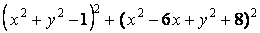 (x² + y² − 1)² + (x² − 6x + y² + 8)²